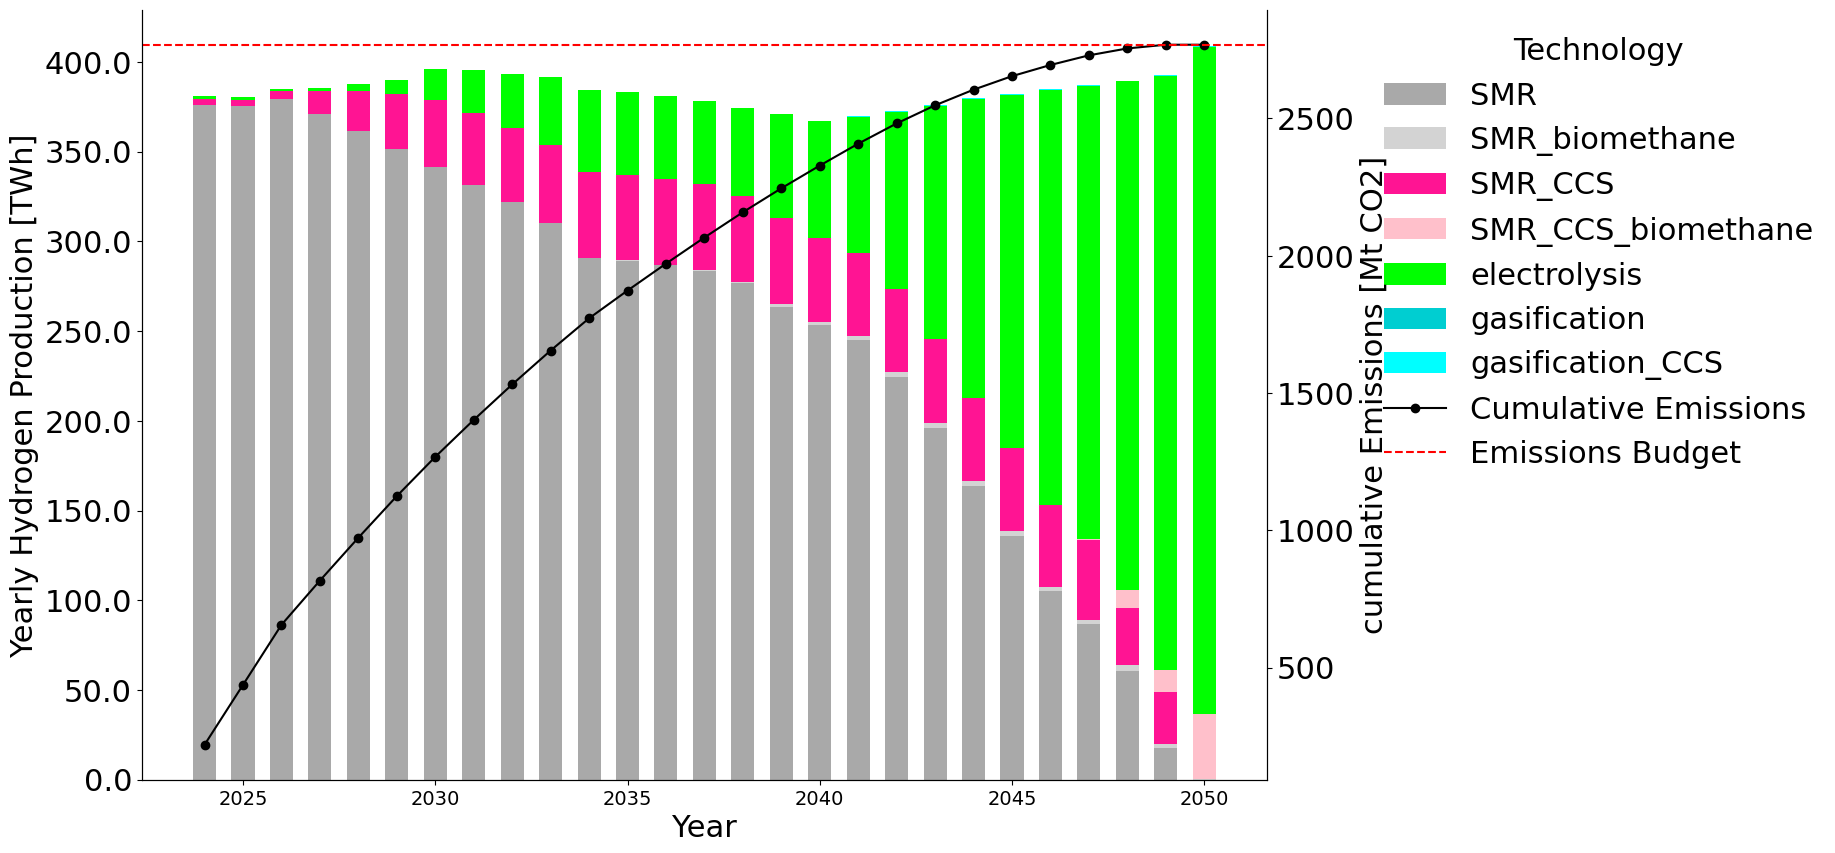 Yearly Hydrogen Production [TWh]
400.0
350.0
300.0
250.0
200.0
150.0
100.0
50.0
0.0
2025
2030
2035
2040
2045
2050
Year
2500
2000
1500
1000
500
cumulative Emissions [Mt CO2]
Technology
SMR
SMR_biomethane
SMR_CCS
SMR_CCS_biomethane
electrolysis
gasification
gasification_CCS
Cumulative Emissions
Emissions Budget